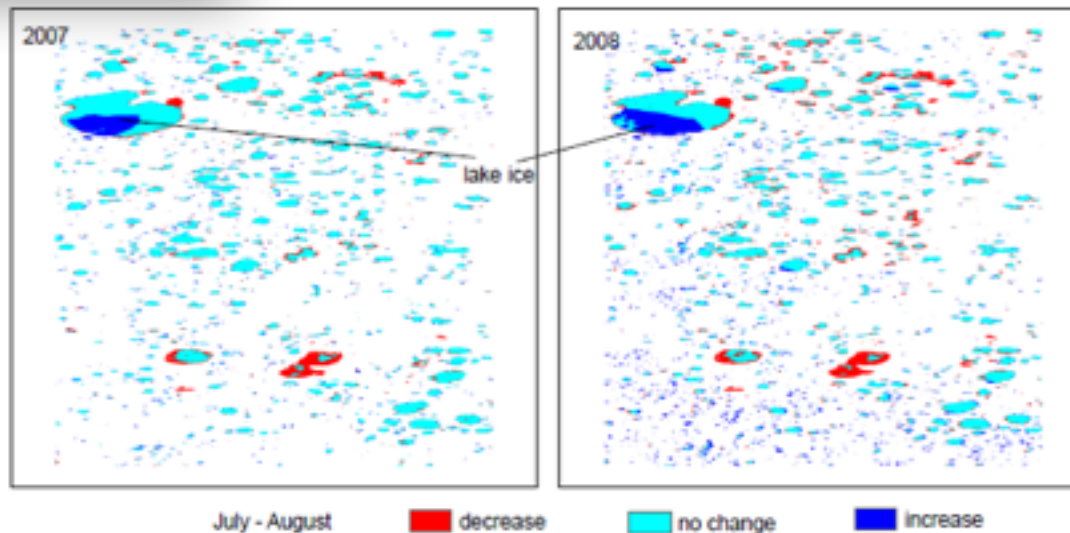 2007
2008
lake ice
July - August
decrease
no change
increase